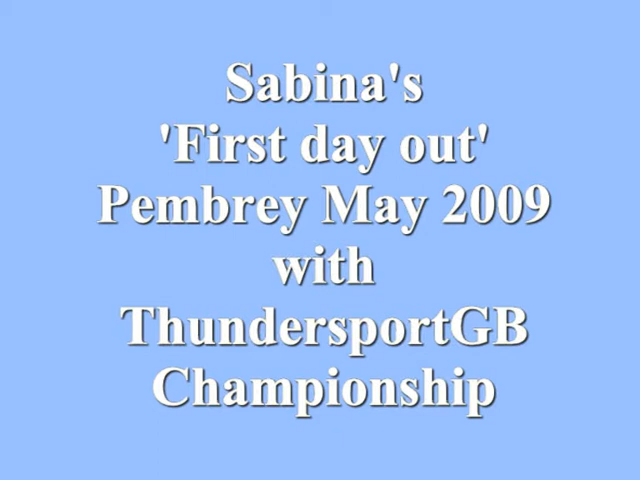 Sabina's
'First day out'
Pembrey May 2009
with
ThundersportGB
Championship